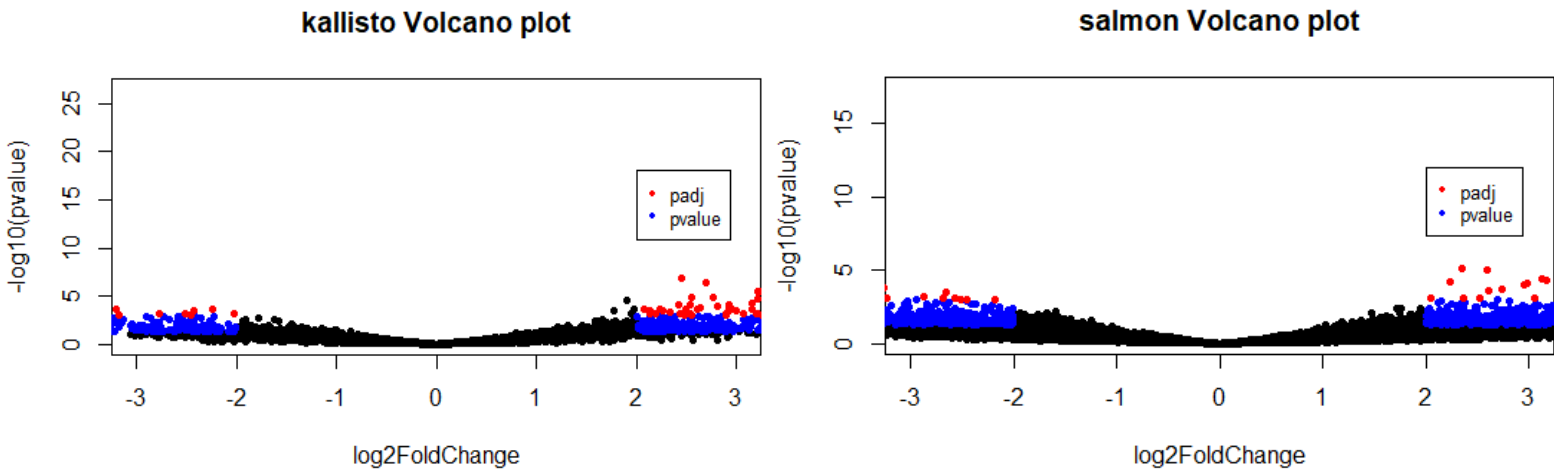 kallisto Volcano plot
-log10(pvalue)
25
20
15
10
5
0
padj
pvalue
-3 -2 -1 0 1 2 3
log2FoldChange
salmon Volcano plot
-log10(pvalue)
15
10
5
0
padj
pvalue
-3 -2 -1 0 1 2 3
log2FoldChange